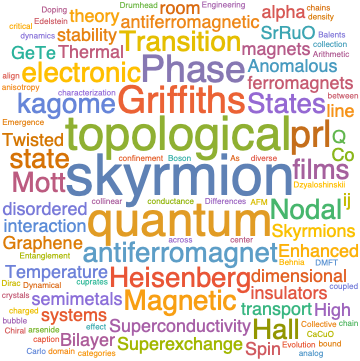 Drumhead Engineering
Doping room alpha chains critical
Edelstein theory density
dynamics antiferromagnetic SrRuO
stability Transition Balents
GeTe Thermal magnets collection
electronic Phase Anomalous Arithmetic
ferromagnets align
anisotropy kagome Griffiths States line
characterization between
Emergence topological prl
Twisted Q
state Co
confinement Boson As diverse
Mott skyrmion films
Dzyaloshinskii
collinear conductance Differences AFM
disordered quantum Nodal ij
interaction Skyrmions
Graphene across center
Entanglement antiferromagnet Enhanced
Behnia DMFT
Temperature Heisenberg dimensional
Dirac Dynamical cuprates coupled
crystals insulators
semimetals Magnetic
charged transport High
systems Hall
bubble effect Superconductivity Collective chain
Chiral arsenide CaCuO
caption Bilayer Superexchange Spin Evolution bound
Carlo domain categories and analog